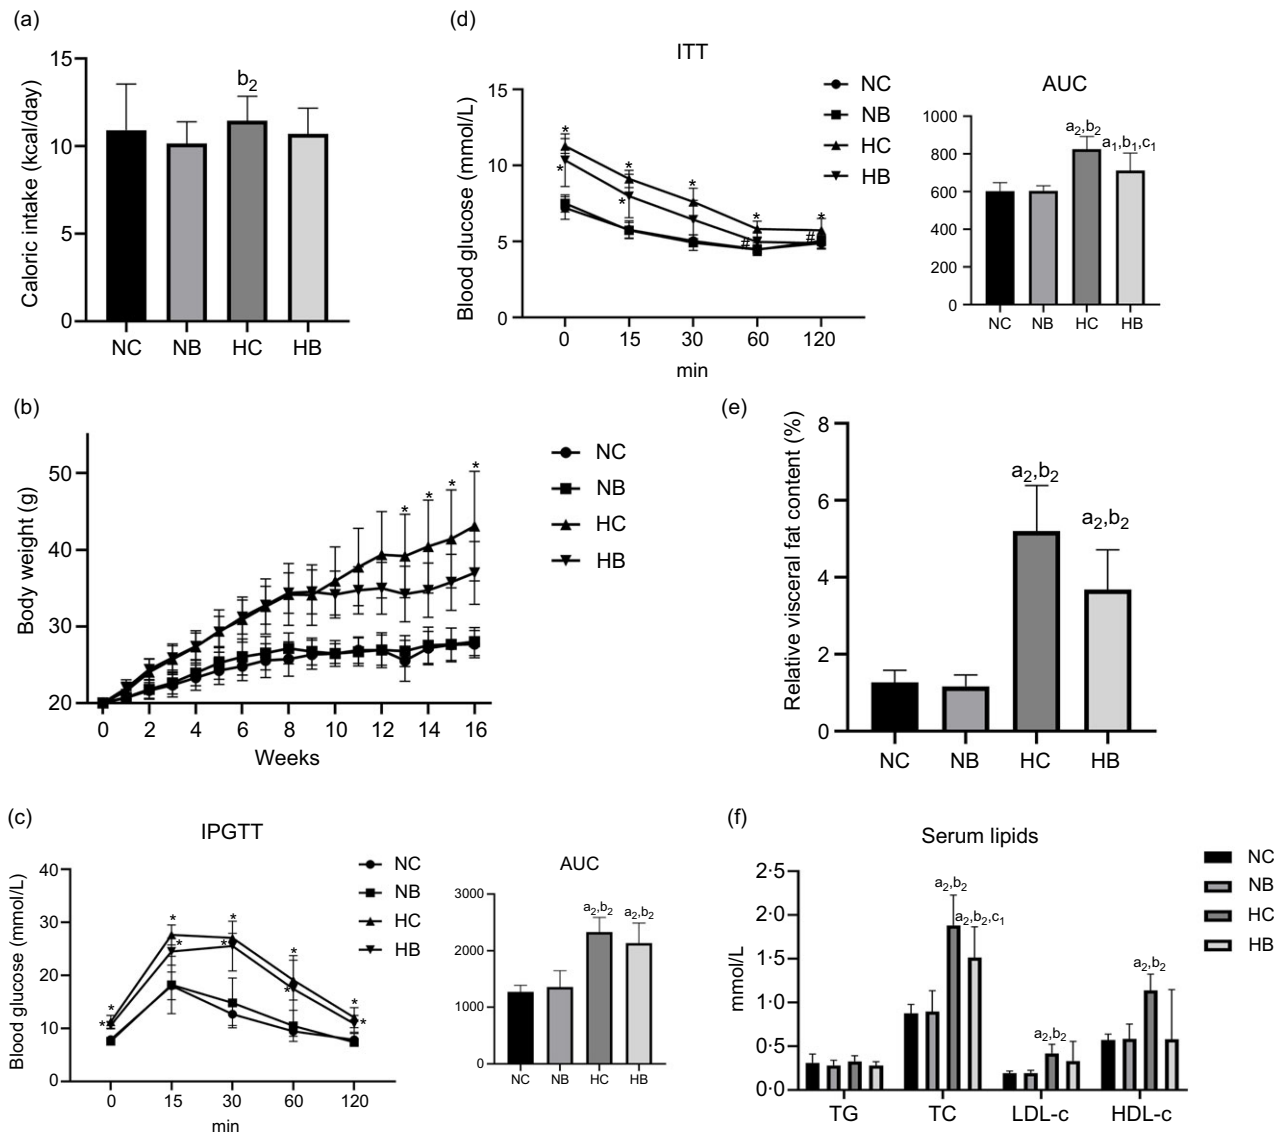 (a)
Caloric intake (kcal/day)
15
10
5
0
b2
NC NB HC HB
(d)
ITT
Blood glucose (mmol/L)
15
10
5
0
* * * * *
* *
# #
0 15 30 60 120
min
NC
NB
HC
HB
AUC
1000
800
600
400
200
0
a2,b2
a1,b1,c1
NC NB HC HB
(b)
Body weight (g)
50
40
30
20
* * * *
0 2 4 6 8 10 12 14 16
Weeks
NC
NB
HC
HB
(e)
Relative visceral fat content (%)
8
6
4
2
0
a2,b2
a2,b2
NC NB HC HB
(c)
IPGTT
Blood glucose (mmol/L)
40
30
20
10
0
* * * * *
* * * * *
0 15 30 60 120
min
NC
NB
HC
HB
AUC
3000
2000
1000
0
a2,b2 a2,b2
NC NB HC HB
(f)
Serum lipids
mmol/L
2·5
2·0
1·5
1·0
0·5
0·0
a2,b2
a2,b2,c1
a2,b2
a2,b2
TG TC LDL-c HDL-c
NC
NB
HC
HB